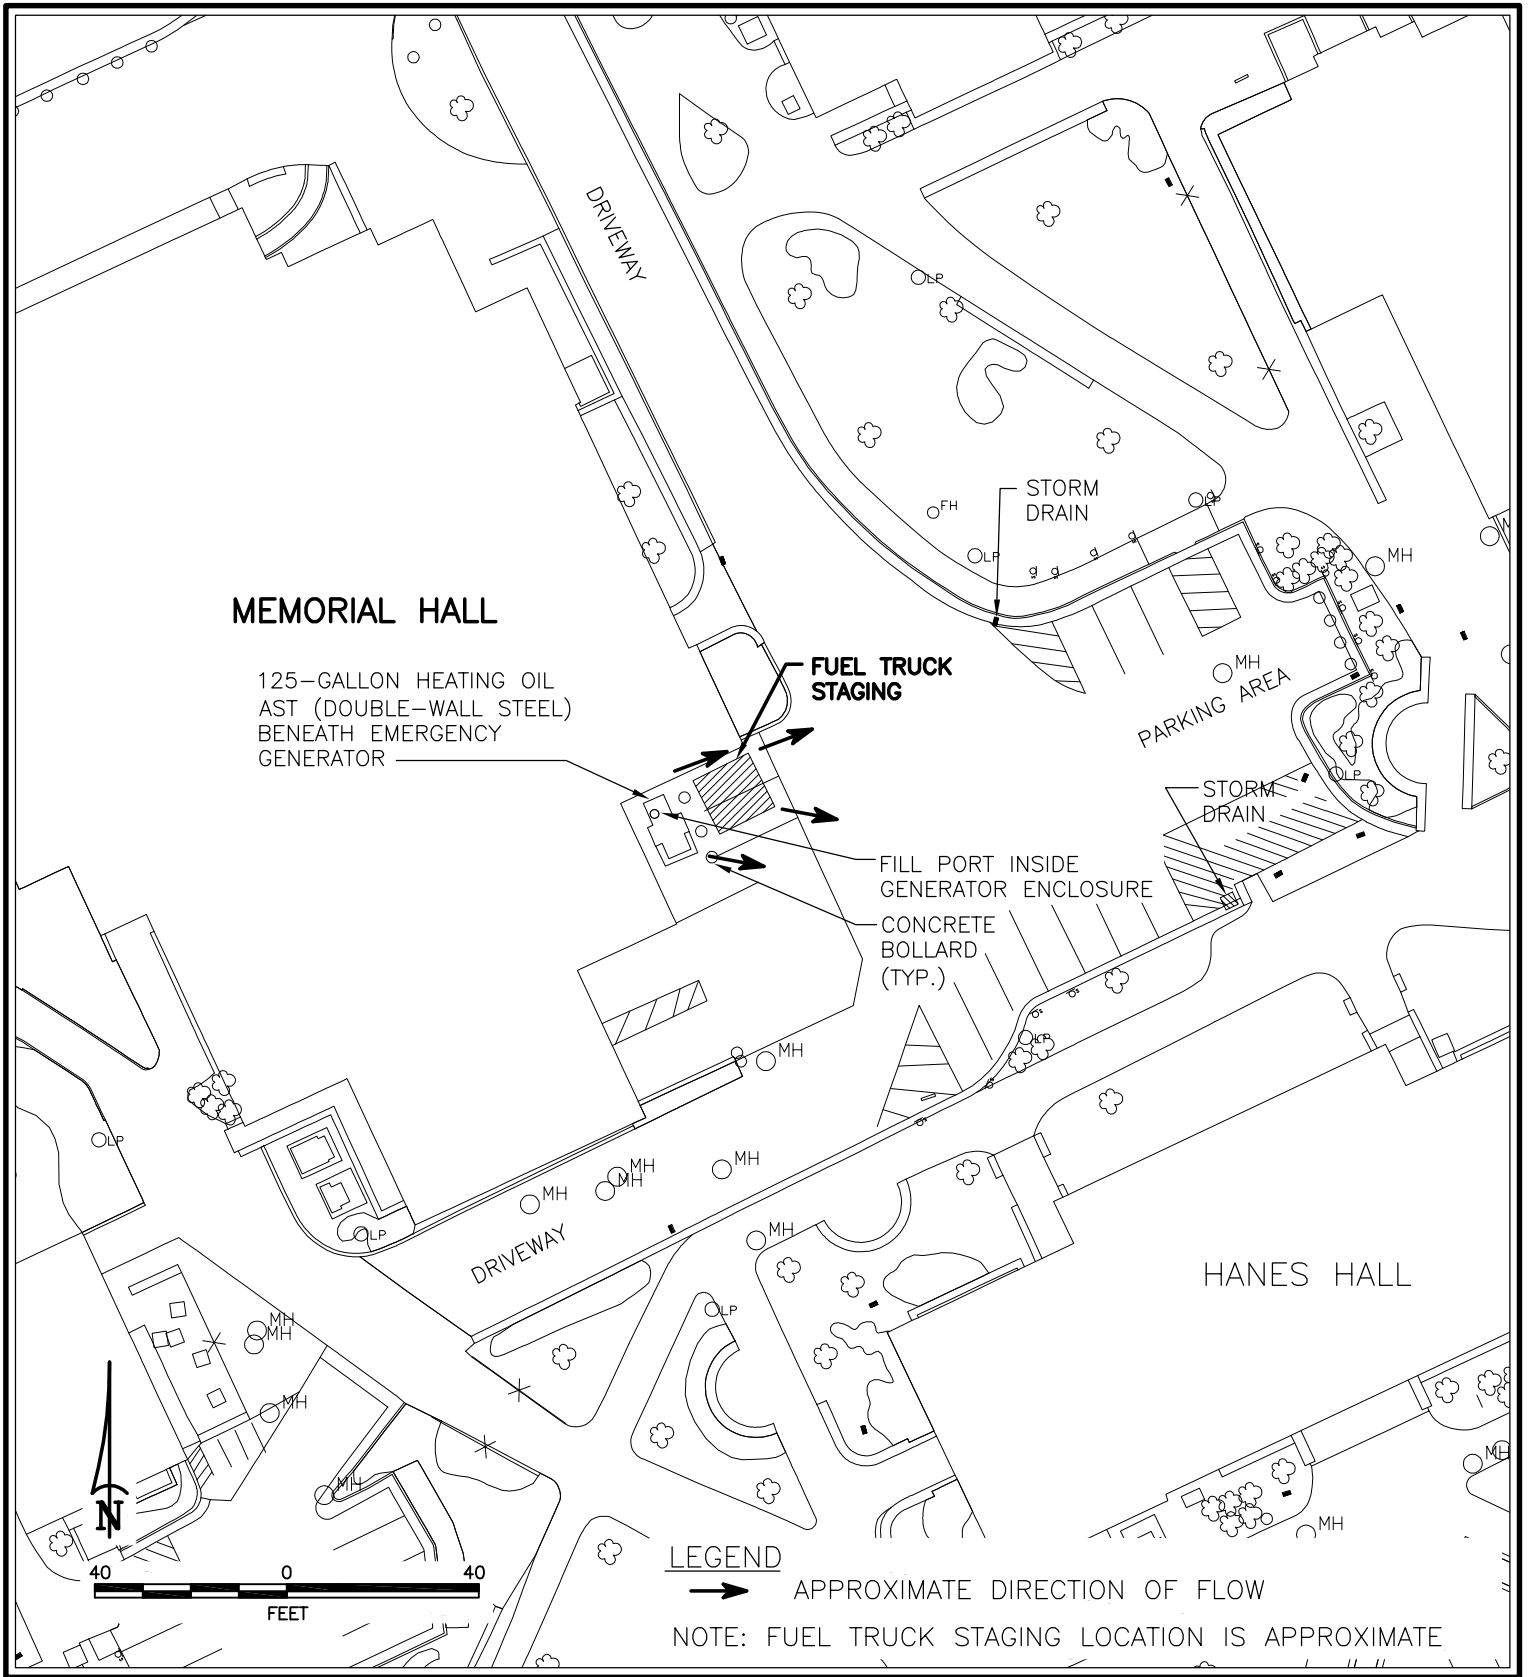 DRIVEWAY
LP
STORM
DRAIN
FH
LP
LP
MH
MEMORIAL HALL
FUEL TRUCK
STAGING
MH
PARKING AREA
125-GALLON HEATING OIL
AST (DOUBLE-WALL STEEL)
BENEATH EMERGENCY
GENERATOR
LP
STORM
DRAIN
FILL PORT INSIDE
GENERATOR ENCLOSURE
CONCRETE
BOLLARD
(TYP.)
LP
MH
LP
MH
MH
MH
MH
LP
MH
DRIVEWAY
HANES HALL
LP
MH
MH
MH
MH
MH
MH
N
40 0 40
FEET
LEGEND
APPROXIMATE DIRECTION OF FLOW
NOTE: FUEL TRUCK STAGING LOCATION IS APPROXIMATE